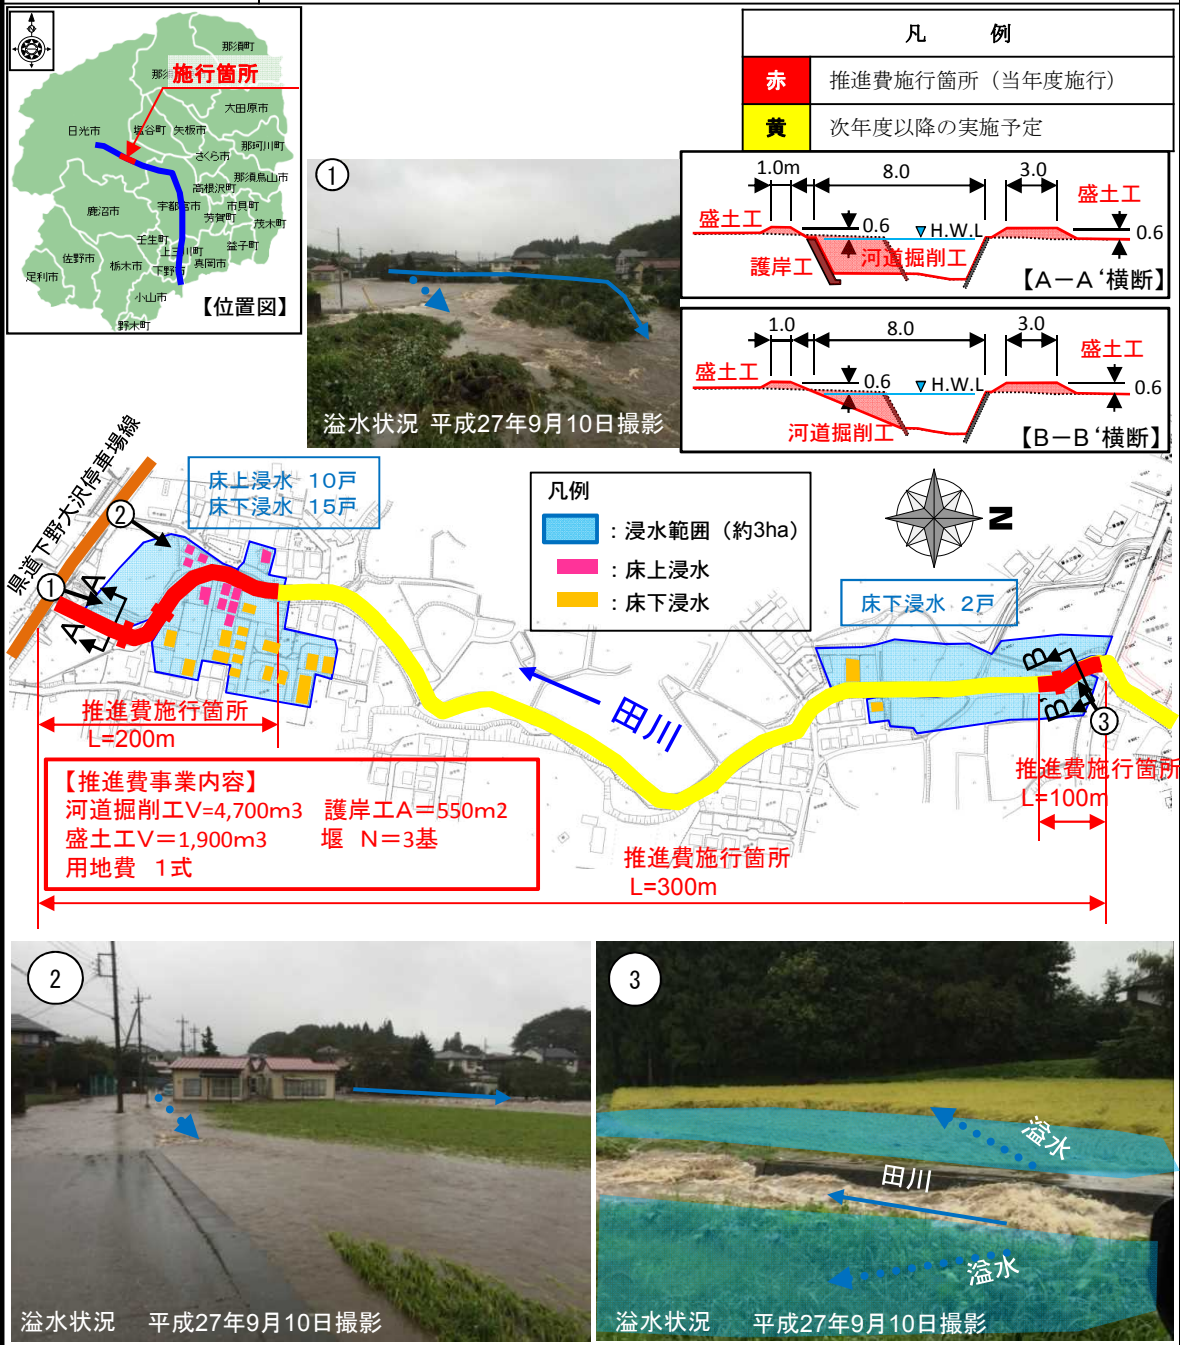 凡　例
赤 推進費施行箇所（当年度施行）
黄 次年度以降の実施予定
施行箇所
那須町
大田原市
日光市
塩谷町
矢板市
那珂川町
さくら市
那須烏山市
高根沢町
鹿沼市
宇都宮市
市貝町
芳賀町
茂木町
壬生町
上三川町
益子町
佐野市
栃木市
下野市
真岡市
足利市
小山市
野木町
【位置図】
①
溢水状況 平成27年9月10日撮影
1.0m 8.0 3.0
盛土工
盛土工
0.6
H.W.L
0.6
護岸工
河道掘削工
【A－A‘横断】
1.0 8.0 3.0
盛土工
盛土工
0.6
H.W.L
0.6
河道掘削工
【B－B‘横断】
県道下野大沢停車場線
床上浸水 10戸
床下浸水 15戸
凡例
：浸水範囲（約3ha）
：床上浸水
：床下浸水
N
床下浸水 2戸
②
①
A
A'
B
B'
③
田川
推進費施行箇所
L=200m
推進費施行箇所
L=100m
【推進費事業内容】
河道掘削工V=4,700m3 護岸工A＝550m2
盛土工V＝1,900m3 堰 N＝3基
用地費 1式
推進費施行箇所
L=300m
2
溢水状況 平成27年9月10日撮影
3
溢水
田川
溢水
溢水状況 平成27年9月10日撮影